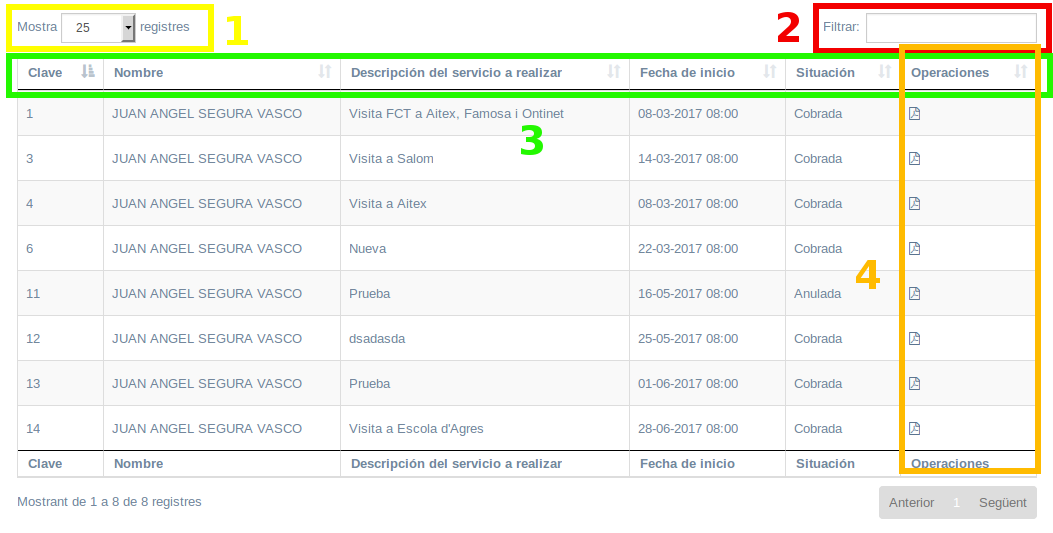 Mostra 25 registres 1 2 Filtrar:
Clave Nombre Descripción del servicio a realizar Fecha de inicio Situación Operaciones
1 JUAN ANGEL SEGURA VASCO Visita FCT a Aitex, Famosa i Ontinet 08-03-2017 08:00 Cobrada
3
3 JUAN ANGEL SEGURA VASCO Visita a Salom 14-03-2017 08:00 Cobrada
4 JUAN ANGEL SEGURA VASCO Visita a Aitex 08-03-2017 08:00 Cobrada
6 JUAN ANGEL SEGURA VASCO Nueva 22-03-2017 08:00 Cobrada
4
11 JUAN ANGEL SEGURA VASCO Prueba 16-05-2017 08:00 Anulada
12 JUAN ANGEL SEGURA VASCO dsadasda 25-05-2017 08:00 Cobrada
13 JUAN ANGEL SEGURA VASCO Prueba 01-06-2017 08:00 Cobrada
14 JUAN ANGEL SEGURA VASCO Visita a Escola d'Agres 28-06-2017 08:00 Cobrada
Clave Nombre Descripción del servicio a realizar Fecha de inicio Situación Operaciones
Mostrant de 1 a 8 de 8 registres Anterior 1 Següent